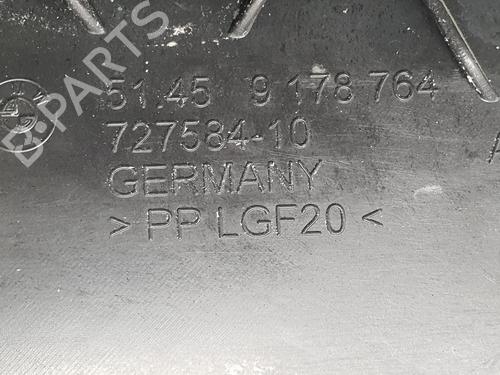 B-PARTS
51.45 9 178 764
727584-10
GERMANY
> PP LGF20 <